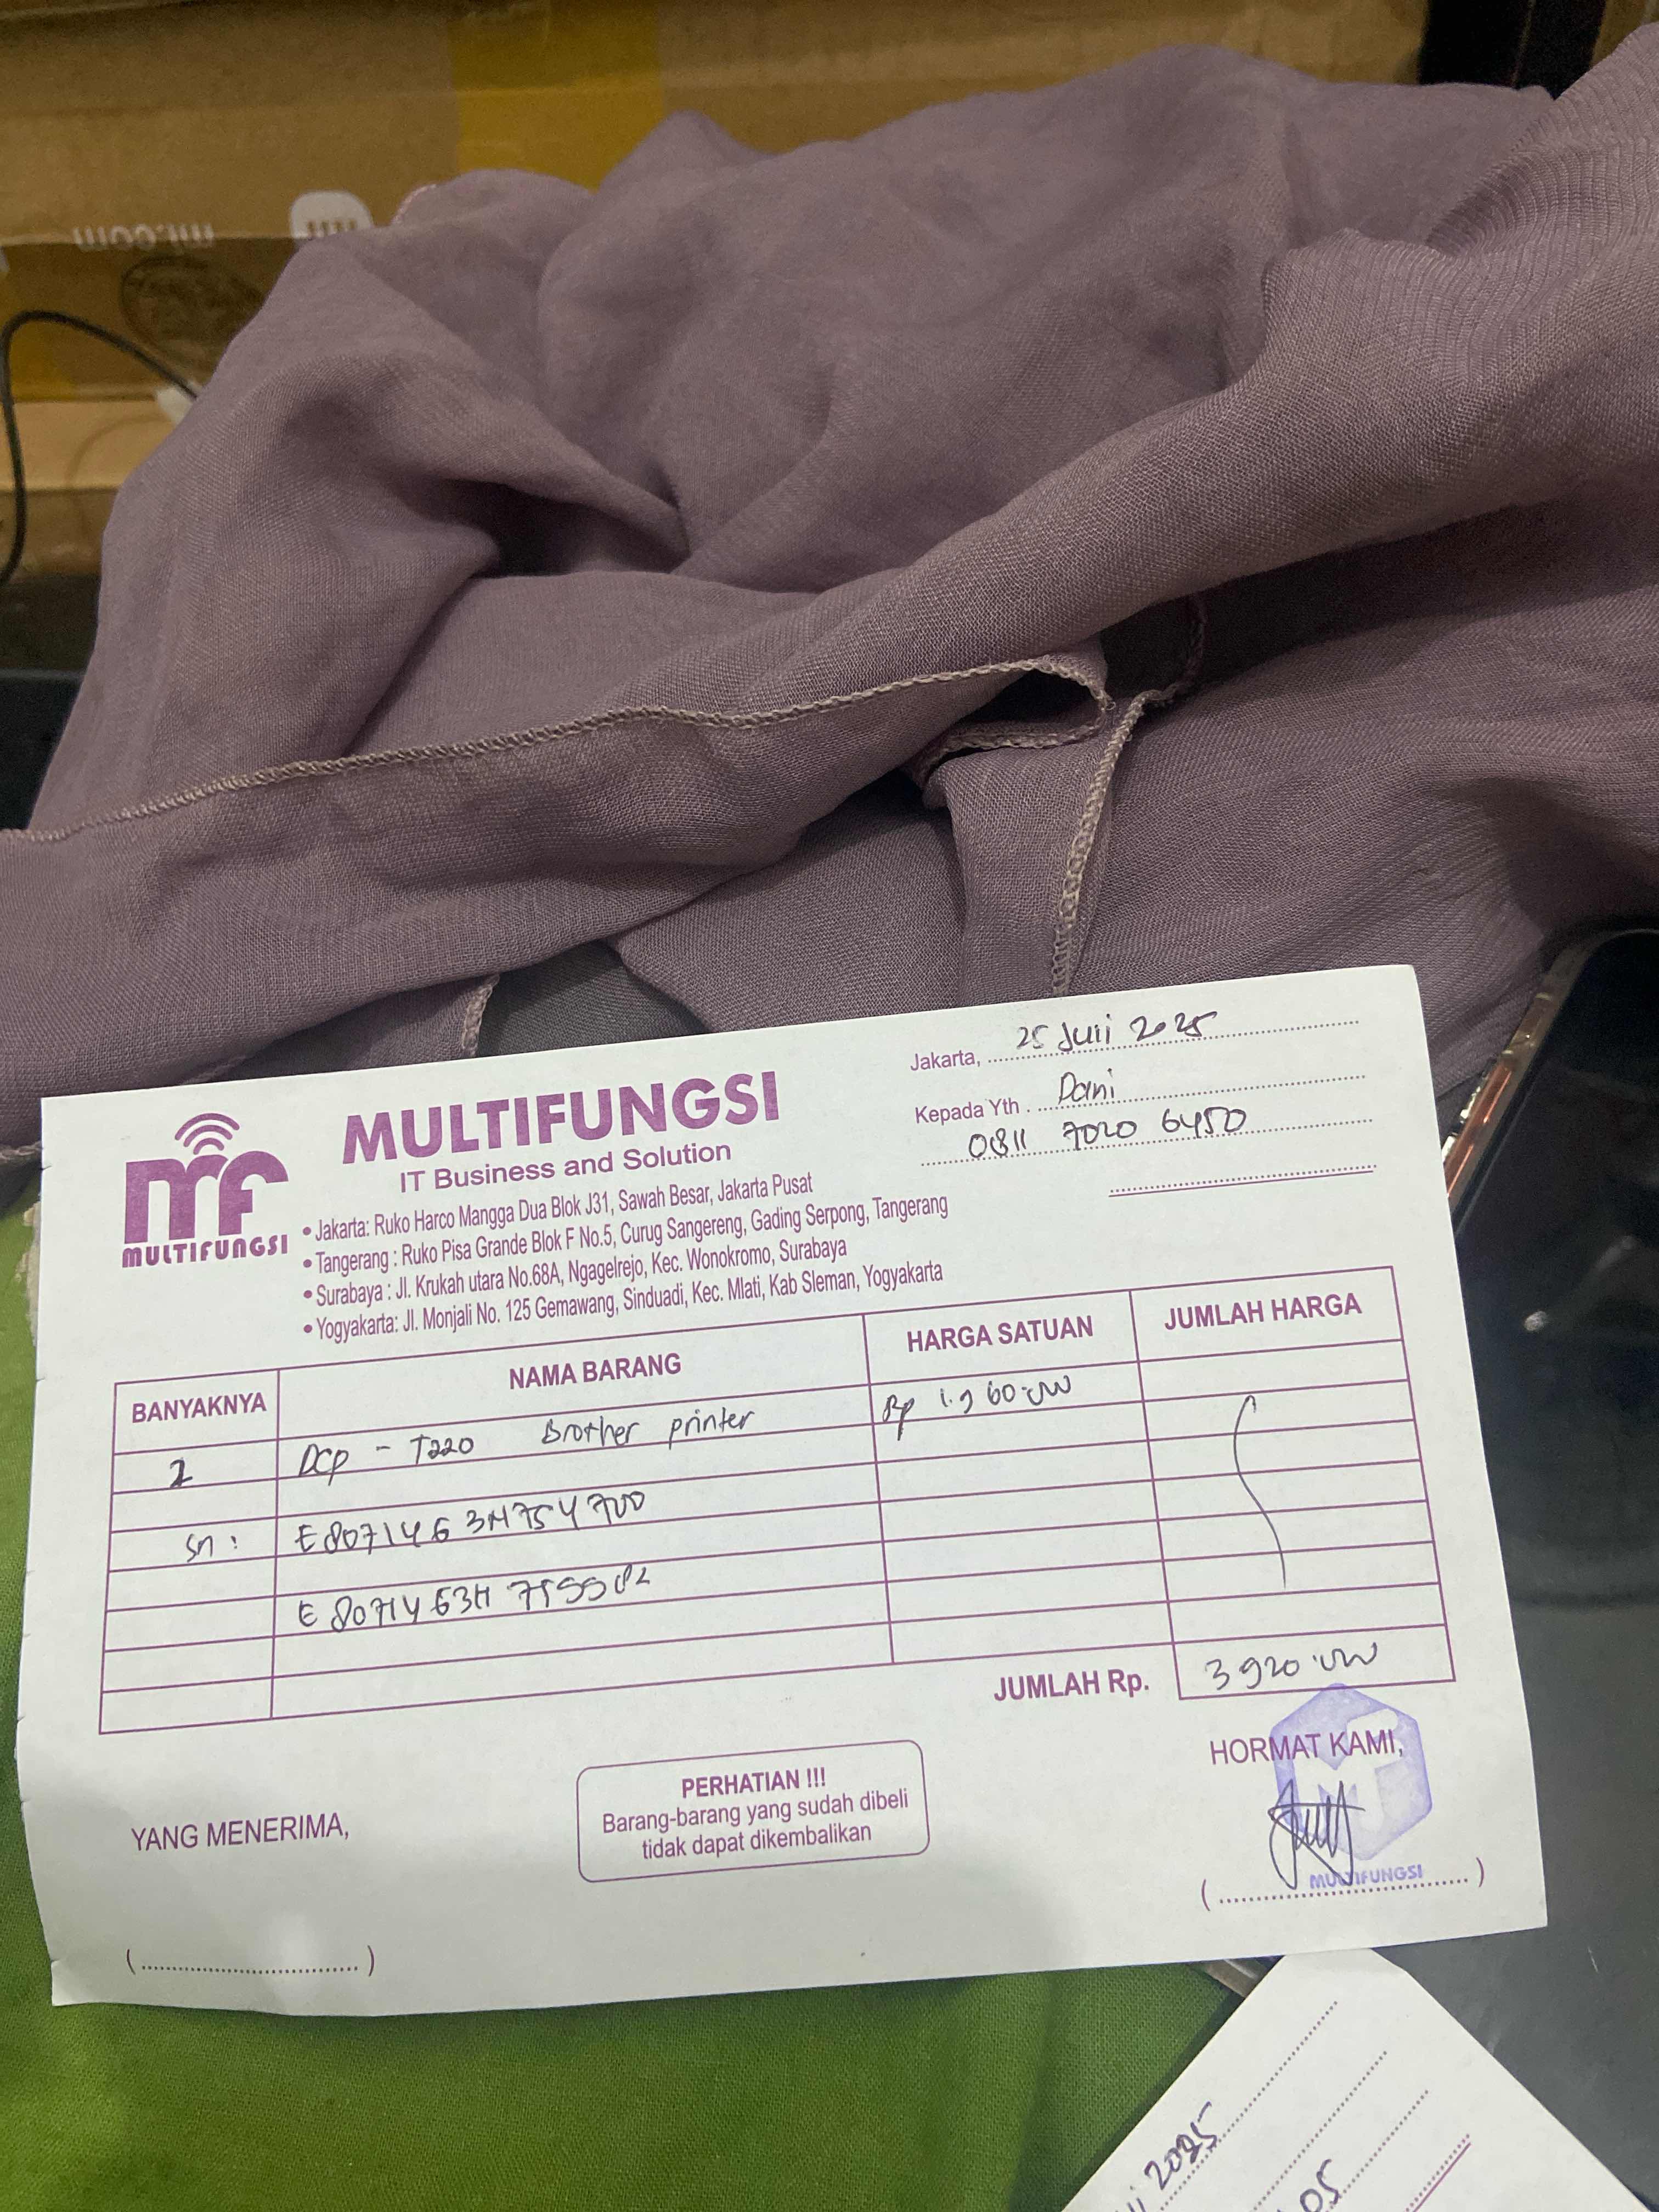 mi.com
mi
Jakarta, 25 Juli 2025
Kepada Yth. Dani
0811 7020 6450
mf
MULTIFUNGSI
MULTIFUNGSI
IT Business and Solution
• Jakarta: Ruko Harco Mangga Dua Blok J31, Sawah Besar, Jakarta Pusat
• Tangerang : Ruko Pisa Grande Blok F No.5, Curug Sangereng, Gading Serpong, Tangerang
• Surabaya : Jl. Krukah utara No.68A, Ngagelrejo, Kec. Wonokromo, Surabaya
• Yogyakarta: Jl. Monjali No. 125 Gemawang, Sinduadi, Kec. Mlati, Kab Sleman, Yogyakarta
BANYAKNYA NAMA BARANG HARGA SATUAN JUMLAH HARGA
2 DCP - T220 Brother printer Rp 1.960.000
SN :
JUMLAH Rp. 3920.000
YANG MENERIMA,
PERHATIAN !!!
Barang-barang yang sudah dibeli
tidak dapat dikembalikan
HORMAT KAMI,
MULTIFUNGSI
(..................................)
(..................................)
2025
05